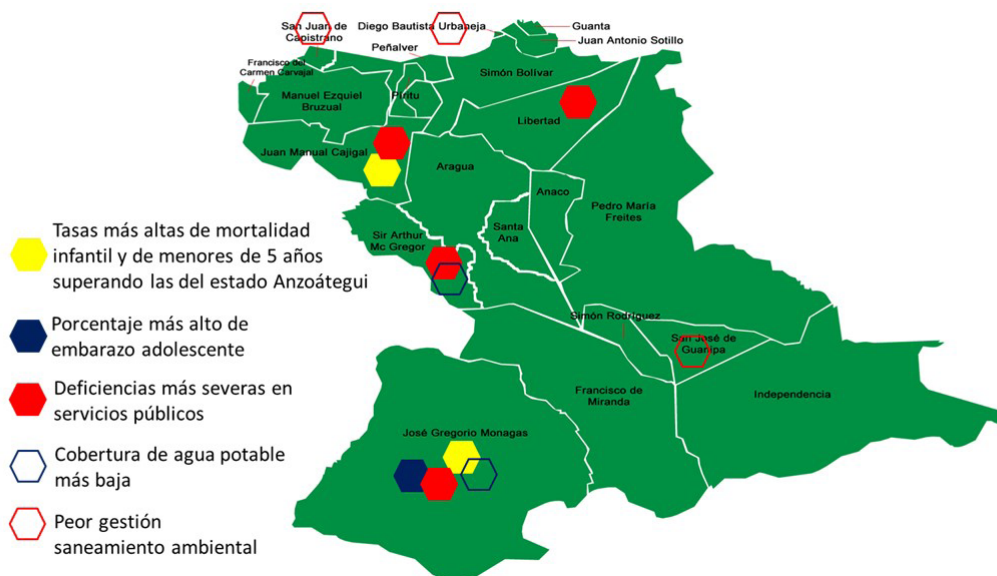 San Juan de
Capistrano
Diego Bautista Urbaneja
Guanta
Juan Antonio Sotillo
Peñalver
Francisco del
Carmen Carvajal
Simón Bolívar
Manuel Ezquiel
Bruzual
Píritu
Libertad
Juan Manual Cajigal
Aragua
Anaco
Pedro María
Freites
Santa
Ana
Sir Arthur
Mc Gregor
Simón Rodríguez
San José de
Guanipa
Francisco de
Miranda
Independencia
José Gregorio Monagas
Tasas más altas de mortalidad
infantil y de menores de 5 años
superando las del estado Anzoátegui
Porcentaje más alto de
embarazo adolescente
Deficiencias más severas en
servicios públicos
Cobertura de agua potable
más baja
Peor gestión
saneamiento ambiental